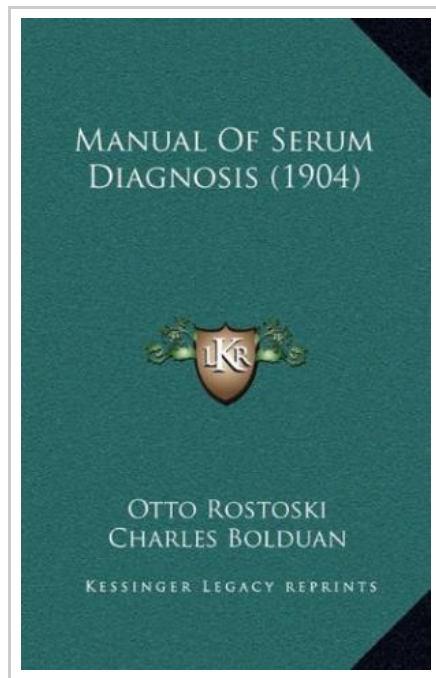 MANUAL OF SERUM
DIAGNOSIS (1904)
LKR
OTTO ROSTOSKI
CHARLES BOLDUAN
KESSINGER LEGACY REPRINTS